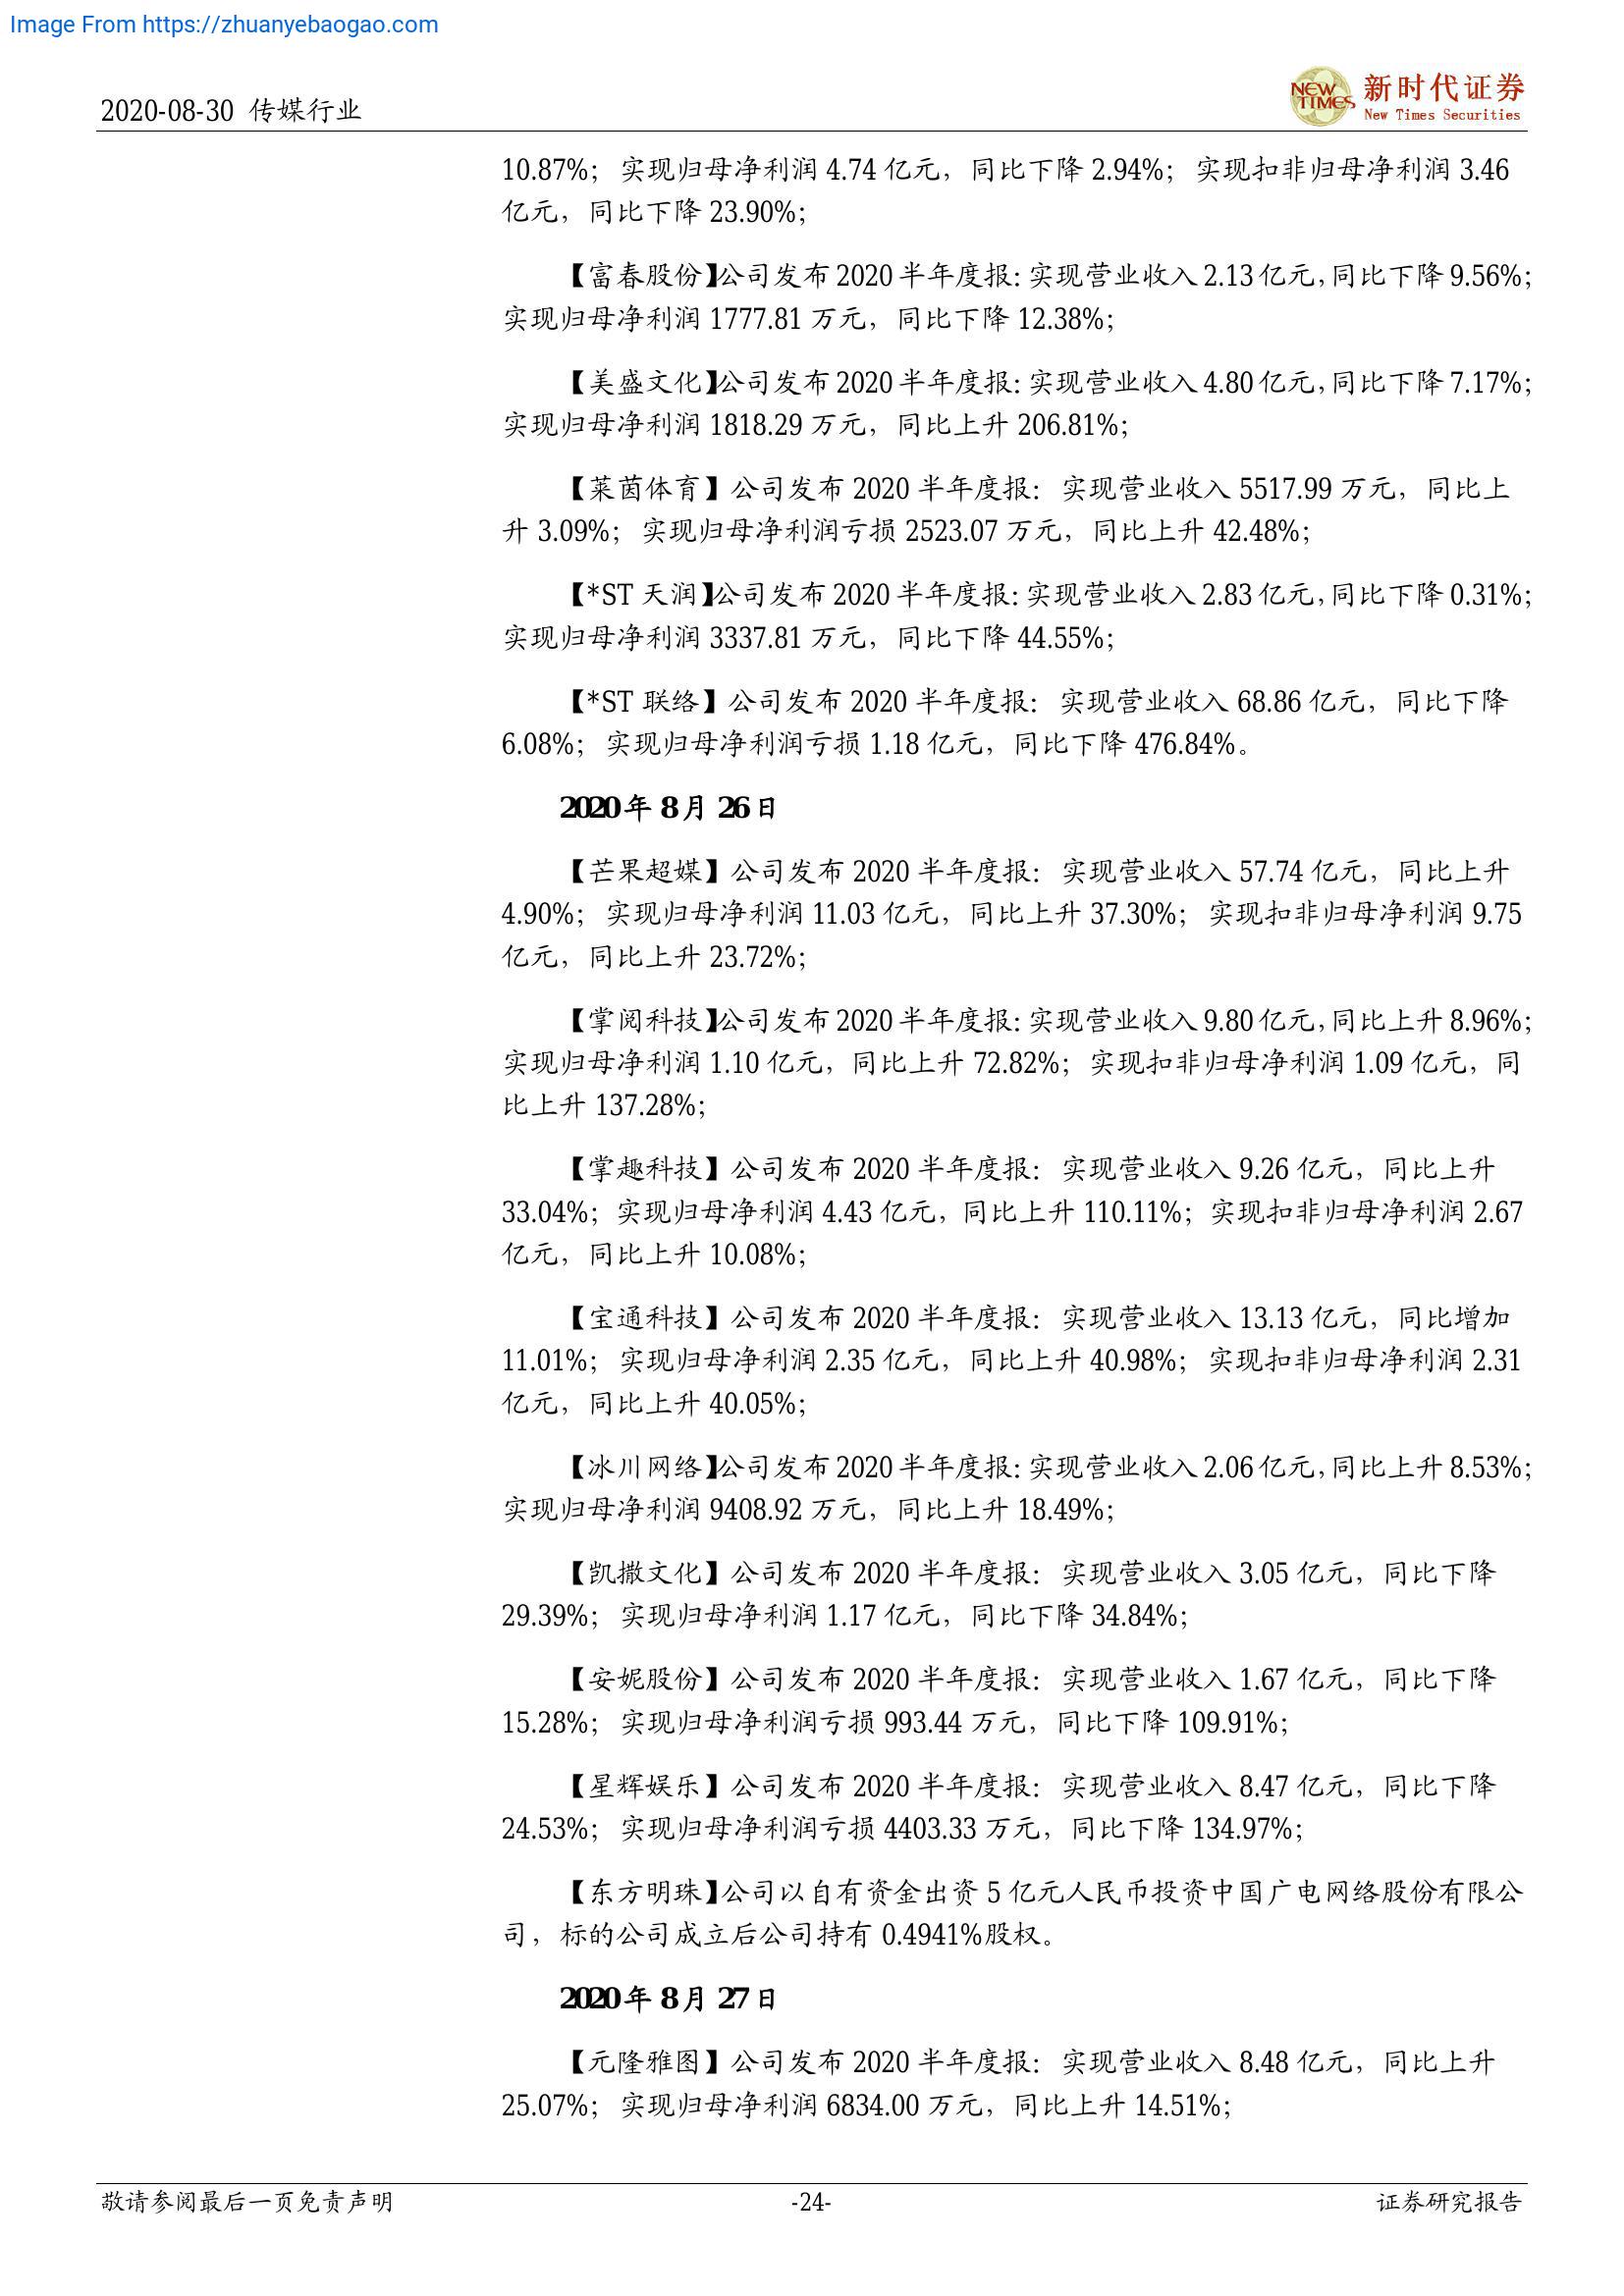 Image From https://zhuanyebaogao.com
2020-08-30 传媒行业
NEW TIMES 新时代证券
New Times Securities
10.87%；实现归母净利润 4.74 亿元，同比下降 2.94%；实现扣非归母净利润 3.46
亿元，同比下降 23.90%；
【富春股份】公司发布 2020 半年度报：实现营业收入 2.13 亿元，同比下降 9.56%；
实现归母净利润 1777.81 万元，同比下降 12.38%；
【美盛文化】公司发布 2020 半年度报：实现营业收入 4.80 亿元，同比下降 7.17%；
实现归母净利润 1818.29 万元，同比上升 206.81%；
【莱茵体育】公司发布 2020 半年度报：实现营业收入 5517.99 万元，同比上
升 3.09%；实现归母净利润亏损 2523.07 万元，同比上升 42.48%；
【*ST 天润】公司发布 2020 半年度报：实现营业收入 2.83 亿元，同比下降 0.31%；
实现归母净利润 3337.81 万元，同比下降 44.55%；
【*ST 联络】公司发布 2020 半年度报：实现营业收入 68.86 亿元，同比下降
6.08%；实现归母净利润亏损 1.18 亿元，同比下降 476.84%。
2020 年 8 月 26 日
【芒果超媒】公司发布 2020 半年度报：实现营业收入 57.74 亿元，同比上升
4.90%；实现归母净利润 11.03 亿元，同比上升 37.30%；实现扣非归母净利润 9.75
亿元，同比上升 23.72%；
【掌阅科技】公司发布 2020 半年度报：实现营业收入 9.80 亿元，同比上升 8.96%；
实现归母净利润 1.10 亿元，同比上升 72.82%；实现扣非归母净利润 1.09 亿元，同
比上升 137.28%；
【掌趣科技】公司发布 2020 半年度报：实现营业收入 9.26 亿元，同比上升
33.04%；实现归母净利润 4.43 亿元，同比上升 110.11%；实现扣非归母净利润 2.67
亿元，同比上升 10.08%；
【宝通科技】公司发布 2020 半年度报：实现营业收入 13.13 亿元，同比增加
11.01%；实现归母净利润 2.35 亿元，同比上升 40.98%；实现扣非归母净利润 2.31
亿元，同比上升 40.05%；
【冰川网络】公司发布 2020 半年度报：实现营业收入 2.06 亿元，同比上升 8.53%；
实现归母净利润 9408.92 万元，同比上升 18.49%；
【凯撒文化】公司发布 2020 半年度报：实现营业收入 3.05 亿元，同比下降
29.39%；实现归母净利润 1.17 亿元，同比下降 34.84%；
【安妮股份】公司发布 2020 半年度报：实现营业收入 1.67 亿元，同比下降
15.28%；实现归母净利润亏损 993.44 万元，同比下降 109.91%；
【星辉娱乐】公司发布 2020 半年度报：实现营业收入 8.47 亿元，同比下降
24.53%；实现归母净利润亏损 4403.33 万元，同比下降 134.97%；
【东方明珠】公司以自有资金出资 5 亿元人民币投资中国广电网络股份有限公
司，标的公司成立后公司持有 0.4941%股权。
2020 年 8 月 27 日
【元隆雅图】公司发布 2020 半年度报：实现营业收入 8.48 亿元，同比上升
25.07%；实现归母净利润 6834.00 万元，同比上升 14.51%；
敬请参阅最后一页免责声明 -24- 证券研究报告